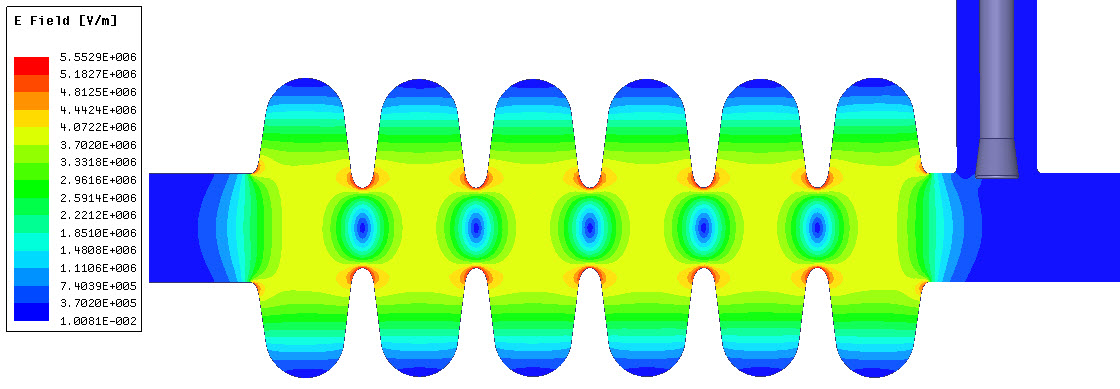 E Field [V/m]
5.5529E+006
5.1827E+006
4.8125E+006
4.4424E+006
4.0722E+006
3.7020E+006
3.3318E+006
2.9616E+006
2.5914E+006
2.2212E+006
1.8510E+006
1.4808E+006
1.1106E+006
7.4039E+005
3.7020E+005
1.0081E-002